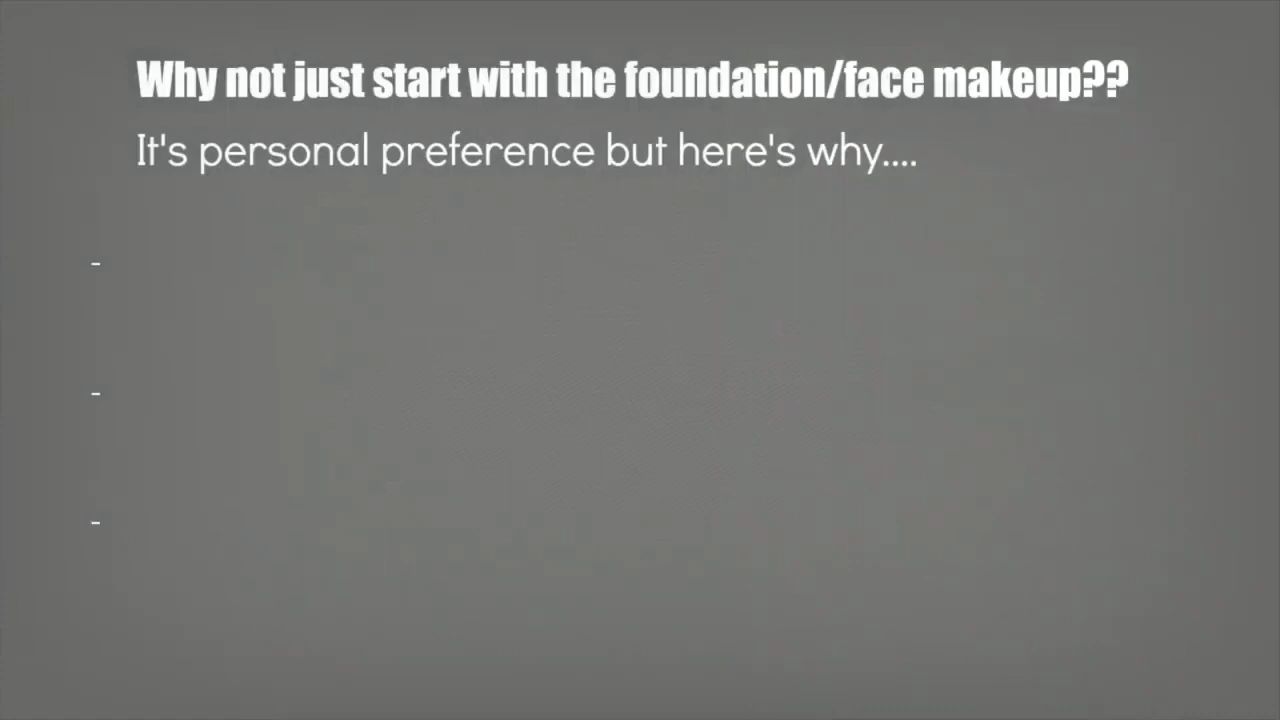 Why not just start with the foundation/face makeup??
It's personal preference but here's why....
-
-
-